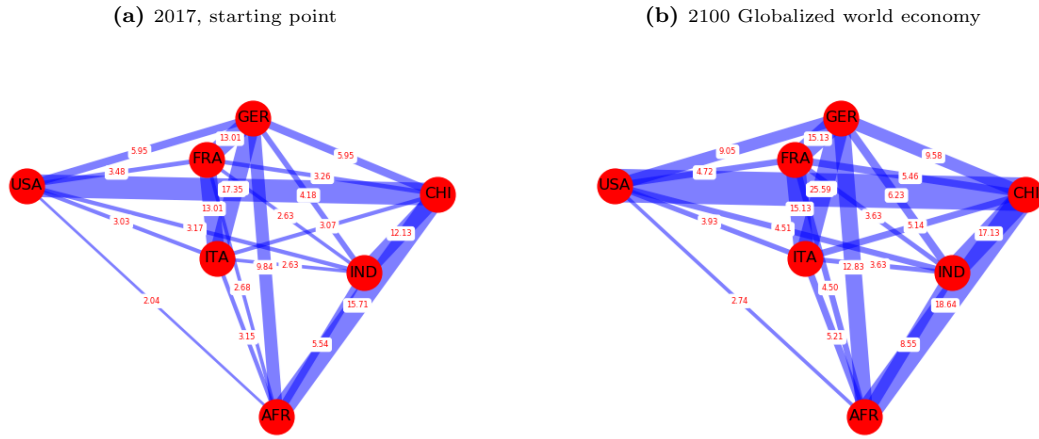 (a) 2017, starting point
(b) 2100 Globalized world economy
GER
13.01
5.95
5.95
FRA
3.48
3.26
USA
17.35
4.18
CHI
13.01
2.63
3.03
3.17
3.07
12.13
ITA
9.84
2.63
IND
2.68
2.04
15.71
3.15
5.54
AFR
GER
15.13
9.05
9.58
FRA
4.72
5.46
USA
25.59
6.23
CHI
15.13
3.63
3.93
4.51
5.14
17.13
ITA
12.83
3.63
IND
4.50
2.74
18.64
5.21
8.55
AFR